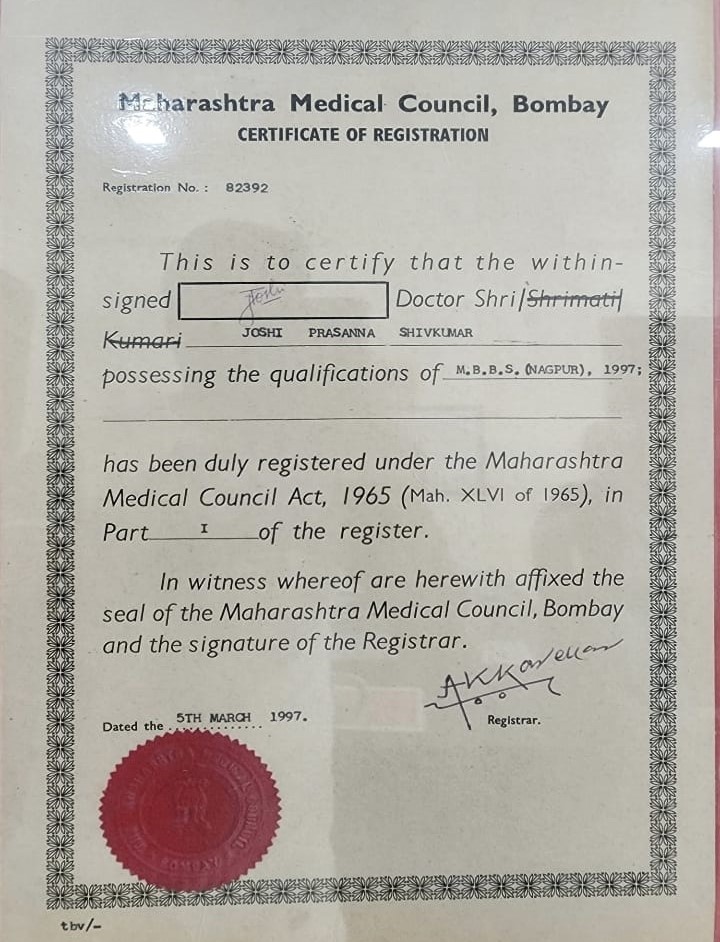 Maharashtra Medical Council, Bombay
CERTIFICATE OF REGISTRATION
Registration No. : 82392
This is to certify that the within-
signed Joshi Doctor Shri/Shrimati/
Kumari JOSHI PRASANNA SHIVKUMAR
possessing the qualifications of M.B.B.S. (NAGPUR), 1997;
has been duly registered under the Maharashtra
Medical Council Act, 1965 (Mah. XLVI of 1965), in
Part I of the register.
In witness whereof are herewith affixed the
seal of the Maharashtra Medical Council, Bombay
and the signature of the Registrar.
Dated the 5TH MARCH 1997.
Registrar.
tbv/-